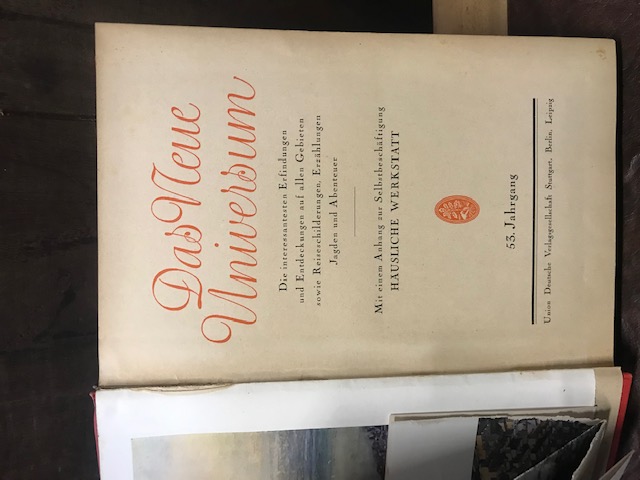 Das Neue
Universum
Die interessantesten Erfindungen
und Entdeckungen auf allen Gebieten
sowie Reiseschilderungen, Erzählungen
Jagden und Abenteuer
Mit einem Anhang zur Selbstbeschäftigung
HÄUSLICHE WERKSTATT
53. Jahrgang
Union Deutsche Verlagsgesellschaft Stuttgart, Berlin, Leipzig